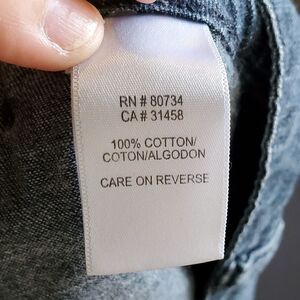 RN # 80734
CA # 31458
100% COTTON/
COTON/ALGODON
CARE ON REVERSE